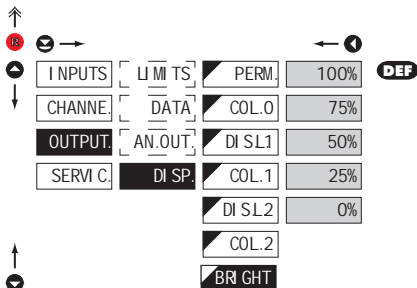 R
INPUTS LIMITS PERM. 100% DEF
CHANNE. DATA COL.0 75%
OUTPUT. AN.OUT. DISL.1 50%
SERVIC. DISP. COL.1 25%
DISL.2 0%
COL.2
BRIGHT